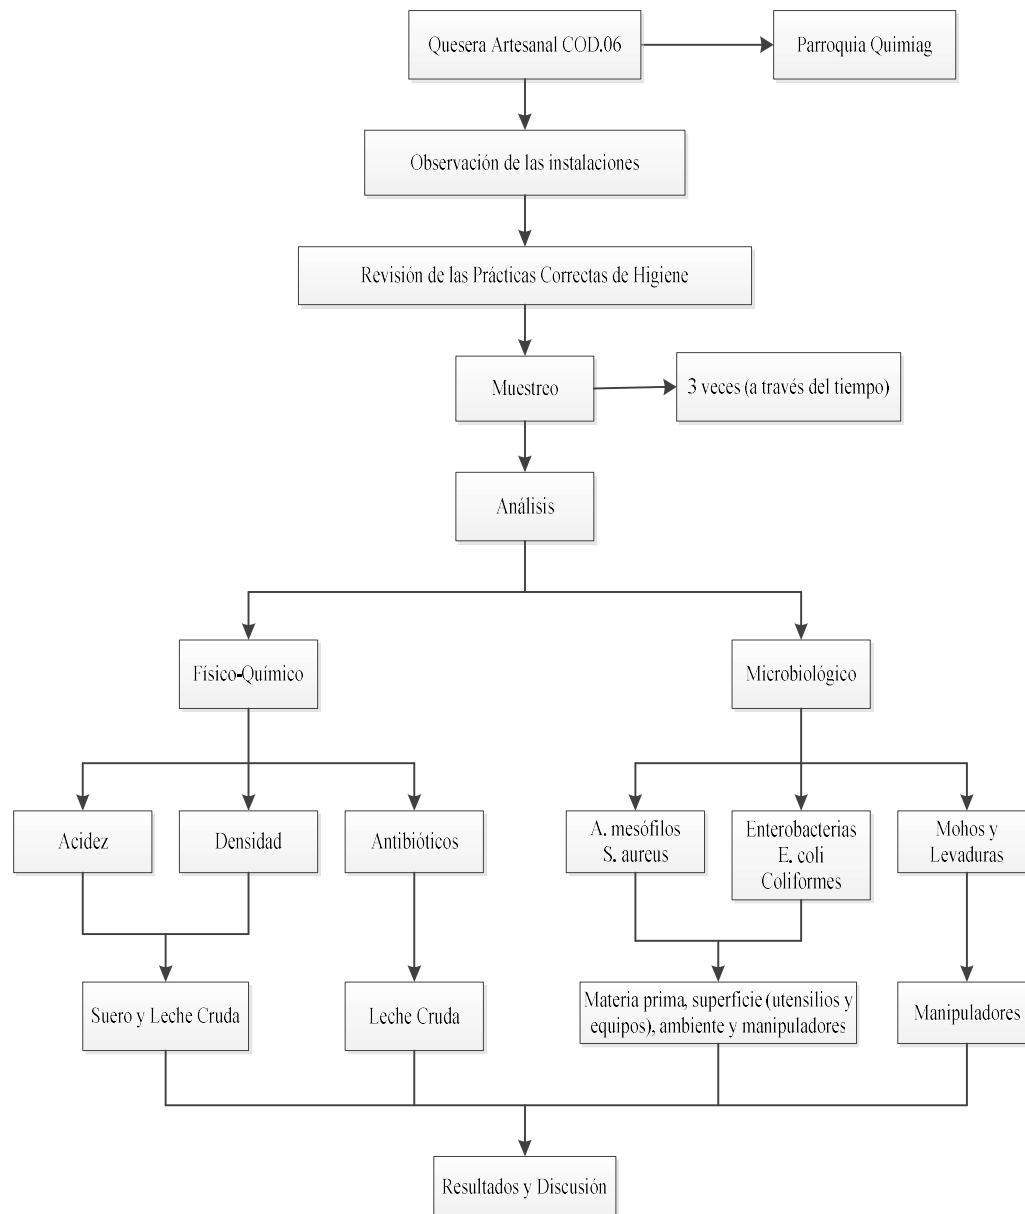 Quesera Artesanal COD.06
Parroquia Quimiag
Observación de las instalaciones
Revisión de las Prácticas Correctas de Higiene
Muestreo
3 veces (a través del tiempo)
Análisis
Físico-Químico
Microbiológico
Acidez
Densidad
Antibióticos
A. mesófilos
S. aureus
Enterobacterias
E. coli
Coliformes
Mohos y
Levaduras
Suero y Leche Cruda
Leche Cruda
Materia prima, superficie (utensilios y
equipos), ambiente y manipuladores
Manipuladores
Resultados y Discusión